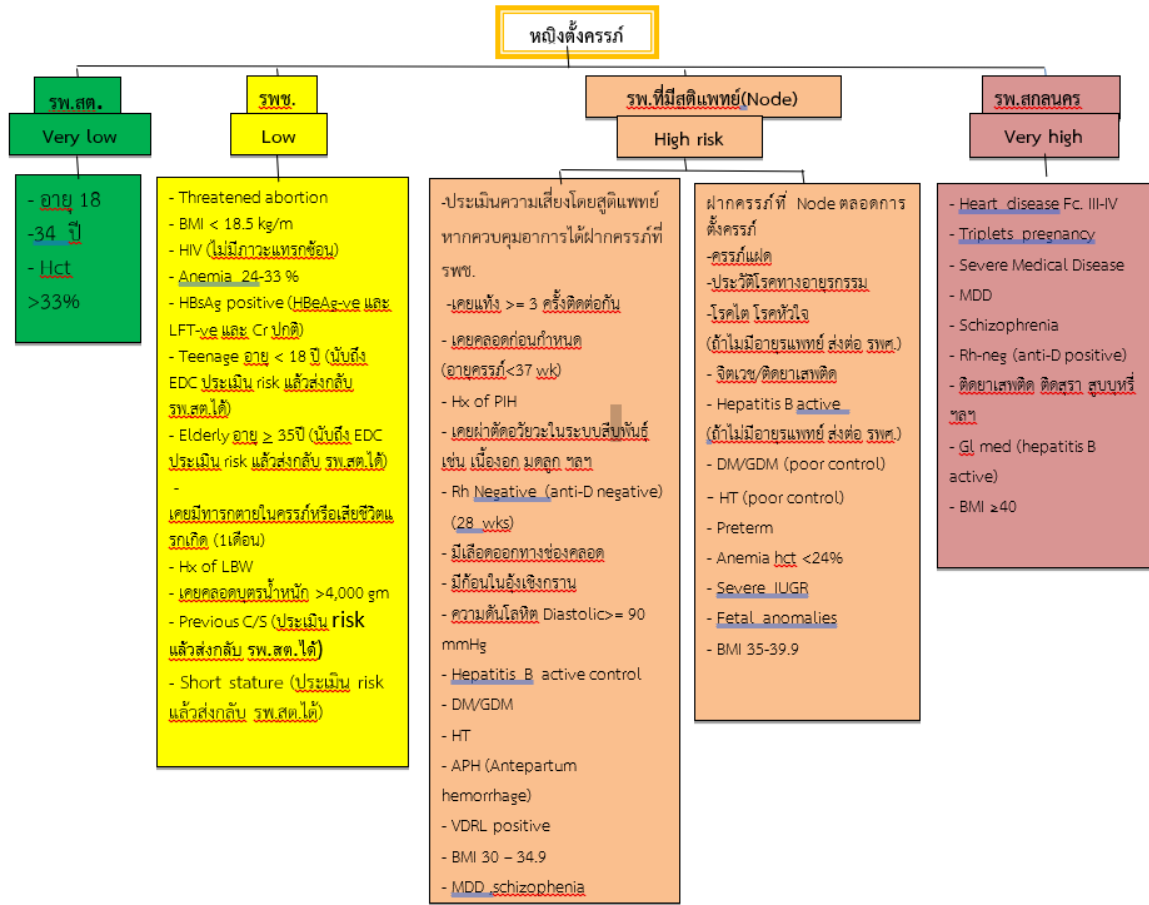 หญิงตั้งครรภ์
รพ.สต.
Very low
- อายุ 18
-34 ปี
- Hct
>33%
รพช.
Low
- Threatened abortion
- BMI < 18.5 kg/m
- HIV (ไม่มีภาวะแทรกซ้อน)
- Anemia 24-33 %
- HBsAg positive (HBeAg-ve และ
LFT-ve และ Cr ปกติ)
- Teenage อายุ < 18 ปี (นับถึง
EDC ประเมิน risk แล้วส่งกลับ
รพ.สต.ได้)
- Elderly อายุ ≥ 35ปี (นับถึง EDC
ประเมิน risk แล้วส่งกลับ รพ.สต.ได้)
-
เคยมีทารกตายในครรภ์หรือเสียชีวิตแ
รกเกิด (1เดือน)
- Hx of LBW
- เคยคลอดบุตรน้ำหนัก >4,000 gm
- Previous C/S (ประเมิน risk
แล้วส่งกลับ รพ.สต.ได้)
- Short stature (ประเมิน risk
แล้วส่งกลับ รพ.สต.ได้)
รพ.ที่มีสติแพทย์(Node)
High risk
-ประเมินความเสี่ยงโดยสูติแพทย์
หากควบคุมอาการได้ฝากครรภ์ที่
รพช.
-เคยแท้ง >= 3 ครั้งติดต่อกัน
- เคยคลอดก่อนกำหนด
(อายุครรภ์<37 wk)
- Hx of PIH
- เคยผ่าตัดอวัยวะในระบบสืบพันธุ์
เช่น เนื้องอก มดลูก ฯลฯ
- Rh Negative (anti-D negative)
(28 wks)
- มีเลือดออกทางช่องคลอด
- มีก้อนในอุ้งเชิงกราน
- ความดันโลหิต Diastolic>= 90
mmHg
- Hepatitis B active control
- DM/GDM
- HT
- APH (Antepartum
hemorrhage)
- VDRL positive
- BMI 30 – 34.9
- MDD ,schizophenia
ฝากครรภ์ที่ Node ตลอดการ
ตั้งครรภ์
-ครรภ์แฝด
-ประวัติโรคทางอายุรกรรม
-โรคไต โรคหัวใจ
(ถ้าไม่มีอายุรแพทย์ ส่งต่อ รพศ.)
- จิตเวช/ติดยาเสพติด
- Hepatitis B active
(ถ้าไม่มีอายุรแพทย์ ส่งต่อ รพศ.)
- DM/GDM (poor control)
- HT (poor control)
- Preterm
- Anemia hct <24%
- Severe IUGR
- Fetal anomalies
- BMI 35-39.9
รพ.สกลนคร
Very high
- Heart disease Fc. III-IV
- Triplets pregnancy
- Severe Medical Disease
- MDD
- Schizophrenia
- Rh-neg (anti-D positive)
- ติดยาเสพติด ติดสุรา สูบบุหรี่
ฯลฯ
- GI med (hepatitis B
active)
- BMI ≥40